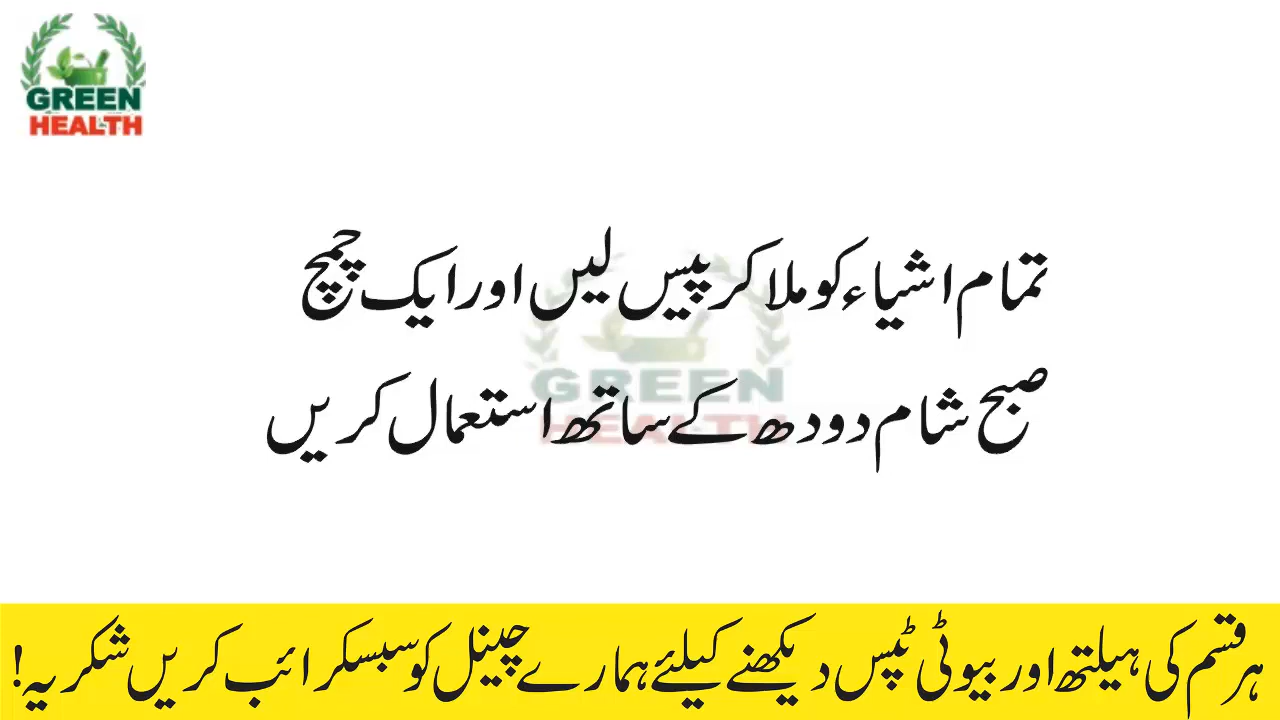 GREEN
HEALTH
تمام اشیاء کو ملا کر پیس لیں اور ایک چمچ
GREEN
HEALTH
صبح شام دودھ کے ساتھ استعمال کریں
ہر قسم کی ہیلتھ اور بیوٹی ٹپس دیکھنے کیلئے ہمارے چینل کو سبسکرائب کریں شکریہ!